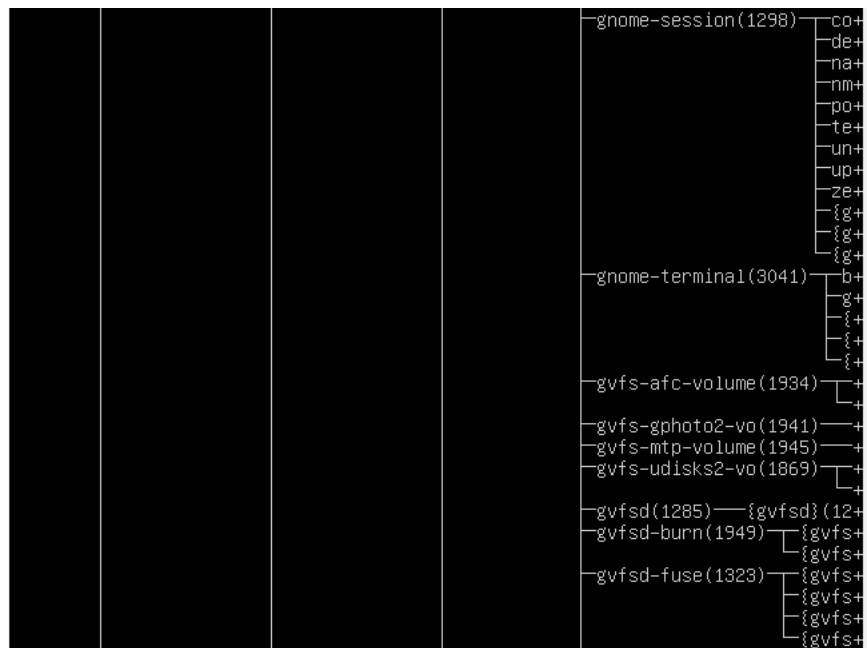 gnome-session(1298)─┬─co+
├─de+
├─na+
├─nm+
├─po+
├─te+
├─un+
├─up+
├─ze+
├─{g+
├─{g+
└─{g+
├─gnome-terminal(3041)─┬─b+
├─g+
├─{+
├─{+
└─{+
├─gvfs-afc-volume(1934)─┬─+
└─+
├─gvfs-gphoto2-vo(1941)───+
├─gvfs-mtp-volume(1945)───+
├─gvfs-udisks2-vo(1869)─┬─+
└─+
├─gvfsd(1285)───{gvfsd}(12+
├─gvfsd-burn(1949)─┬─{gvfs+
└─{gvfs+
├─gvfsd-fuse(1323)─┬─{gvfs+
├─{gvfs+
├─{gvfs+
├─{gvfs+